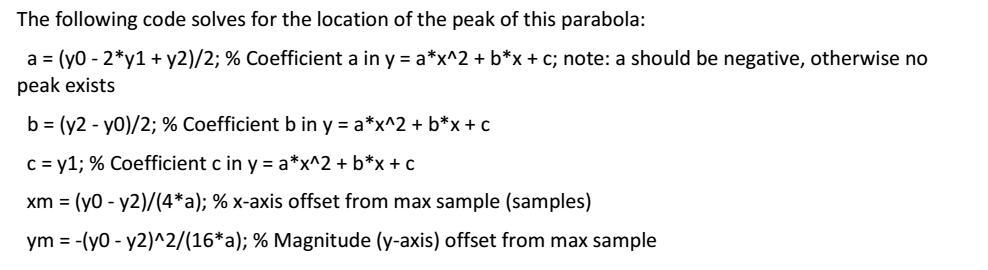 The following code solves for the location of the peak of this parabola:
a = (y0 - 2*y1 + y2)/2; % Coefficient a in y = a*x^2 + b*x + c; note: a should be negative, otherwise no
peak exists
b = (y2 - y0)/2; % Coefficient b in y = a*x^2 + b*x + c
c = y1; % Coefficient c in y = a*x^2 + b*x + c
xm = (y0 - y2)/(4*a); % x-axis offset from max sample (samples)
ym = -(y0 - y2)^2/(16*a); % Magnitude (y-axis) offset from max sample